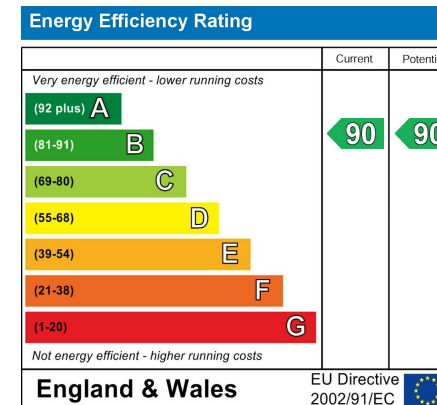 Energy Efficiency Rating
Current Potenti
Very energy efficient - lower running costs
(92 plus) A
(81-91) B
90 90
(69-80) C
(55-68) D
(39-54) E
(21-38) F
(1-20) G
Not energy efficient - higher running costs
England & Wales
EU Directive
2002/91/EC